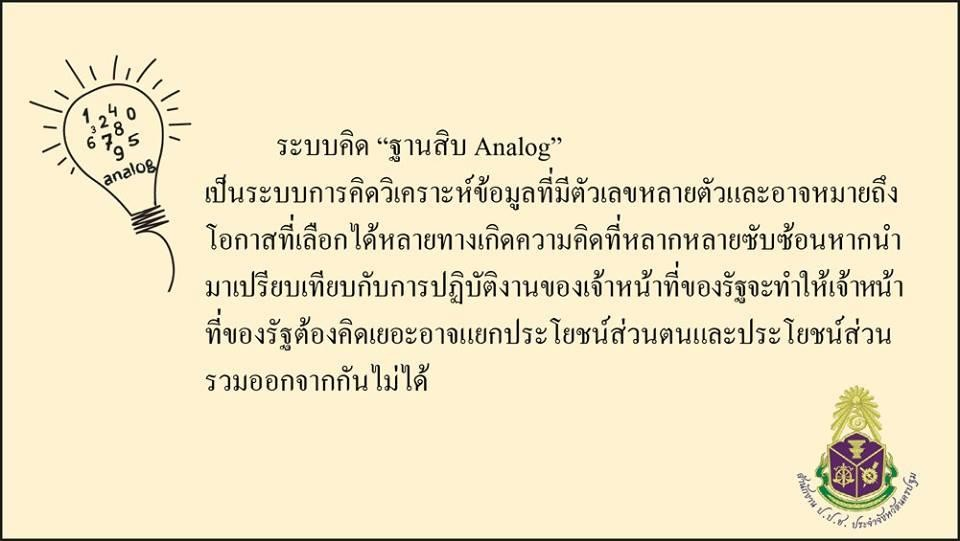 1 2 4 0
3 8
6 7 5
9
analog
ระบบคิด “ฐานสิบ Analog”
เป็นระบบการคิดวิเคราะห์ข้อมูลที่มีตัวเลขหลายตัวและอาจหมายถึง
โอกาสที่เลือกได้หลายทางเกิดความคิดที่หลากหลายซับซ้อนหากนำ
มาเปรียบเทียบกับการปฏิบัติงานของเจ้าหน้าที่ของรัฐจะทำให้เจ้าหน้า
ที่ของรัฐต้องคิดเยอะอาจแยกประโยชน์ส่วนตนและประโยชน์ส่วน
รวมออกจากกันไม่ได้
สำนักงาน ป.ป.ช. ประจำจังหวัดนครปฐม